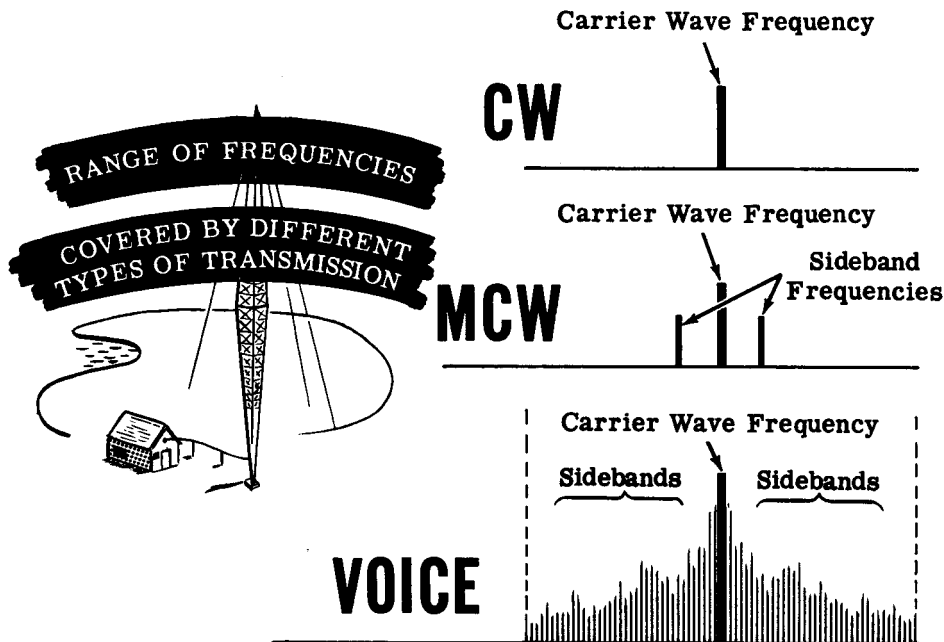 RANGE OF FREQUENCIES
COVERED BY DIFFERENT
TYPES OF TRANSMISSION
CW
Carrier Wave Frequency
MCW
Carrier Wave Frequency
Sideband
Frequencies
VOICE
Carrier Wave Frequency
Sidebands
Sidebands